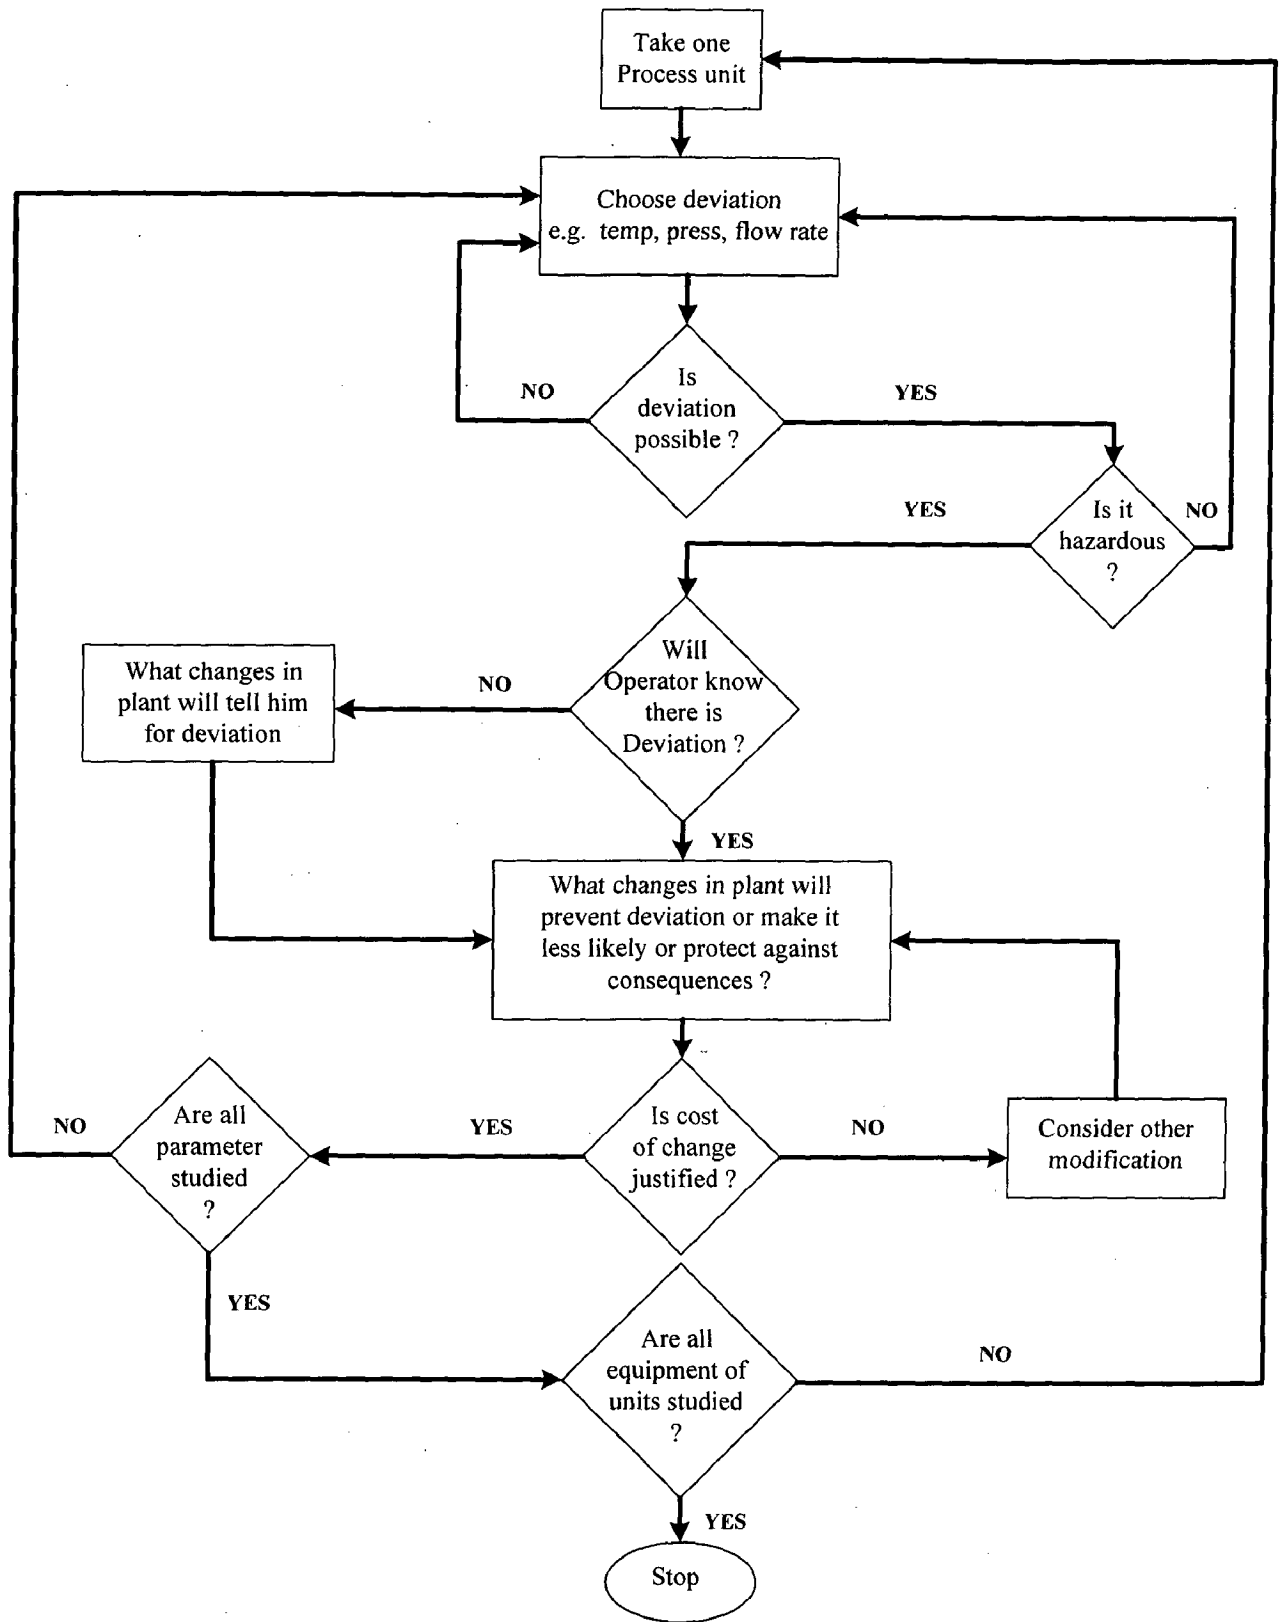 Take one
Process unit
Choose deviation
e.g. temp, press, flow rate
Is
deviation
possible ?
NO
YES
Is it
hazardous
?
NO
YES
Will
Operator know
there is
Deviation ?
NO
What changes in
plant will tell him
for deviation
YES
What changes in plant will
prevent deviation or make it
less likely or protect against
consequences ?
Is cost
of change
justified ?
YES
NO
Consider other
modification
Are all
parameter
studied
?
NO
YES
Are all
equipment of
units studied
?
NO
YES
Stop